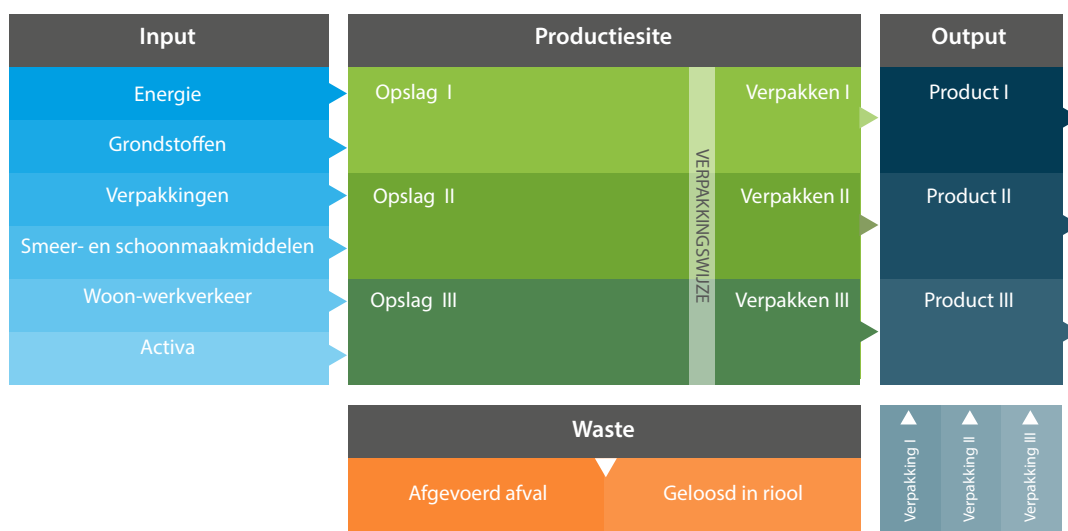 Input
Energie
Grondstoffen
Verpakkingen
Smeer- en schoonmaakmiddelen
Woon-werkverkeer
Activa
Productiesite
Opslag I
Verpakken I
Opslag II
Verpakken II
Opslag III
Verpakken III
VERPAKKINGSWIJZE
Output
Product I
Product II
Product III
Waste
Afgevoerd afval
Geloosd in riool
Verpakking I
Verpakking II
Verpakking III